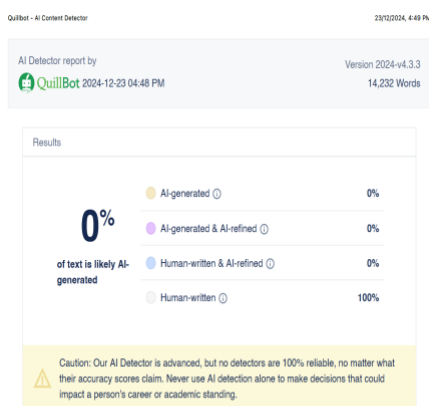 Quillbot - AI Content Detector
23/12/2024, 4:49 PM
AI Detector report by
Version 2024-v4.3.3
QuillBot 2024-12-23 04:48 PM
14,232 Words
Results
0%
of text is likely AI-
generated
AI-generated 0%
AI-generated & AI-refined 0%
Human-written & AI-refined 0%
Human-written 100%
Caution: Our AI Detector is advanced, but no detectors are 100% reliable, no matter what
their accuracy scores claim. Never use AI detection alone to make decisions that could
impact a person's career or academic standing.